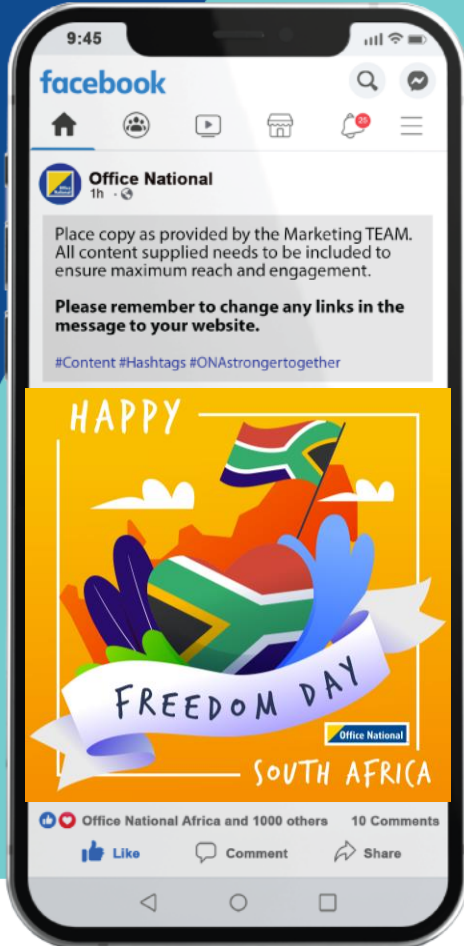 9:45
facebook
25
Office National
Office National
1h
Place copy as provided by the Marketing TEAM.
All content supplied needs to be included to
ensure maximum reach and engagement.
Please remember to change any links in the
message to your website.
#Content #Hashtags #ONAstrongertogether
HAPPY
FREEDOM DAY
Office National
SOUTH AFRICA
Office National Africa and 1000 others 10 Comments
Like Comment Share